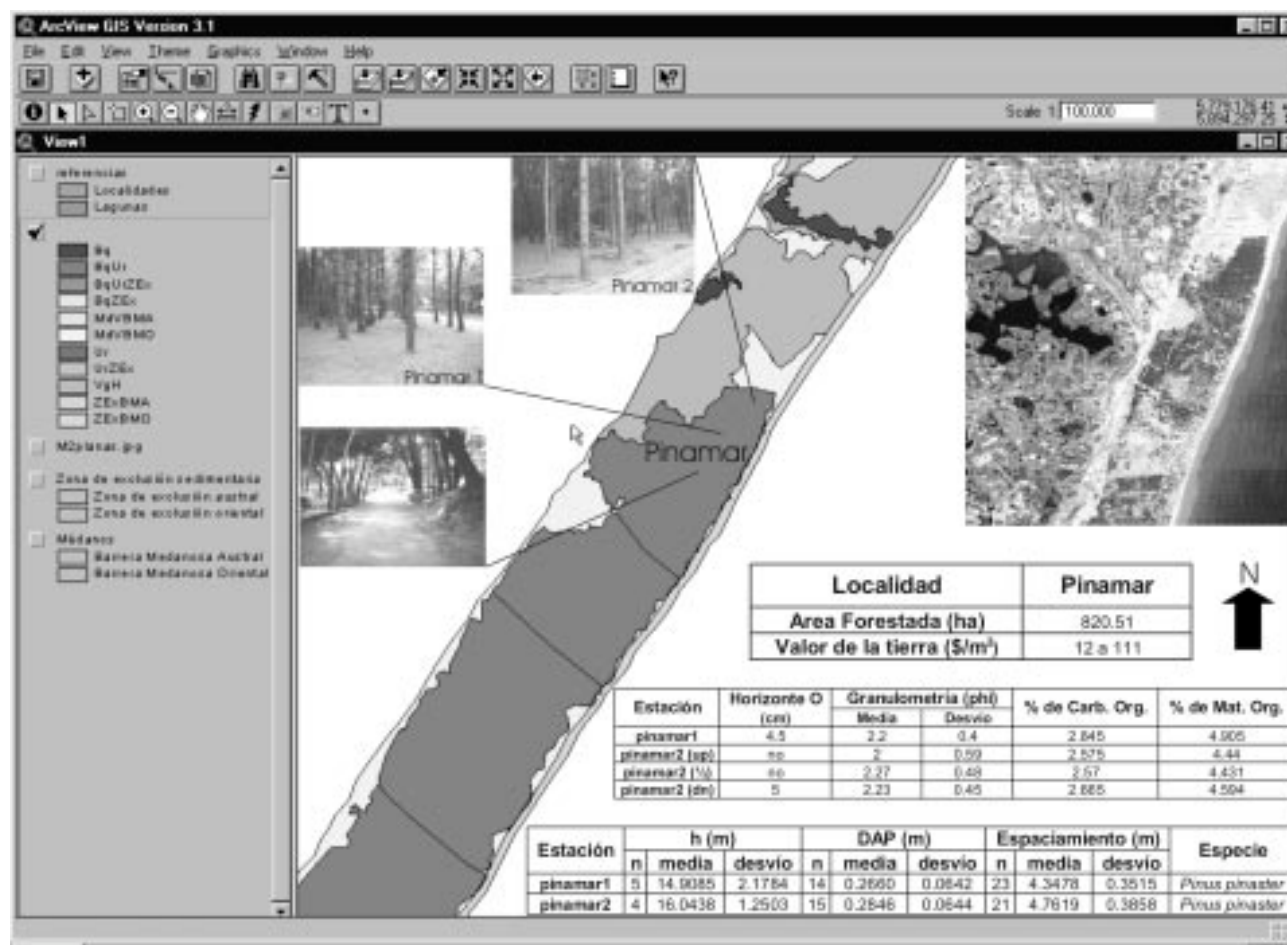 ArcView GIS Version 3.1
File Edit View Theme Graphics Window Help
Scale 1: 100.000
View1
referencias
Localidades
Lagunas
Bq
BqUr
BqUrZEx
BqZEx
MdVBMA
MdVBMO
Ur
UrZEx
VgH
ZExBMA
ZExBMO
M2planar.jpg
Zona de exclusión sedimentaria
Zona de exclusión austral
Zona de exclusión oriental
Médanos
Barrera Medanosa Austral
Barrera Medanosa Oriental
Pinamar 2
Pinamar 1
Pinamar
N
Localidad Pinamar
Area Forestada (ha) 820.51
Valor de la tierra ($/m²) 12 a 111
Estación Horizonte O (cm) Granulometría (phi) % de Carb. Org. % de Mat. Org.
Media Desvio
pinamar1 4.5 2.2 0.4 2.845 4.905
pinamar2 (up) no 2 0.59 2.575 4.44
pinamar2 (½) no 2.27 0.48 2.57 4.431
pinamar2 (dn) 5 2.23 0.45 2.665 4.594
Estación h (m) DAP (m) Espaciamiento (m) Especie
n media desvío n media desvío n media desvío
pinamar1 5 14.9085 2.1784 14 0.2660 0.0642 23 4.3478 0.3515 Pinus pinaster
pinamar2 4 16.0438 1.2503 15 0.2846 0.0644 21 4.7619 0.3858 Pinus pinaster